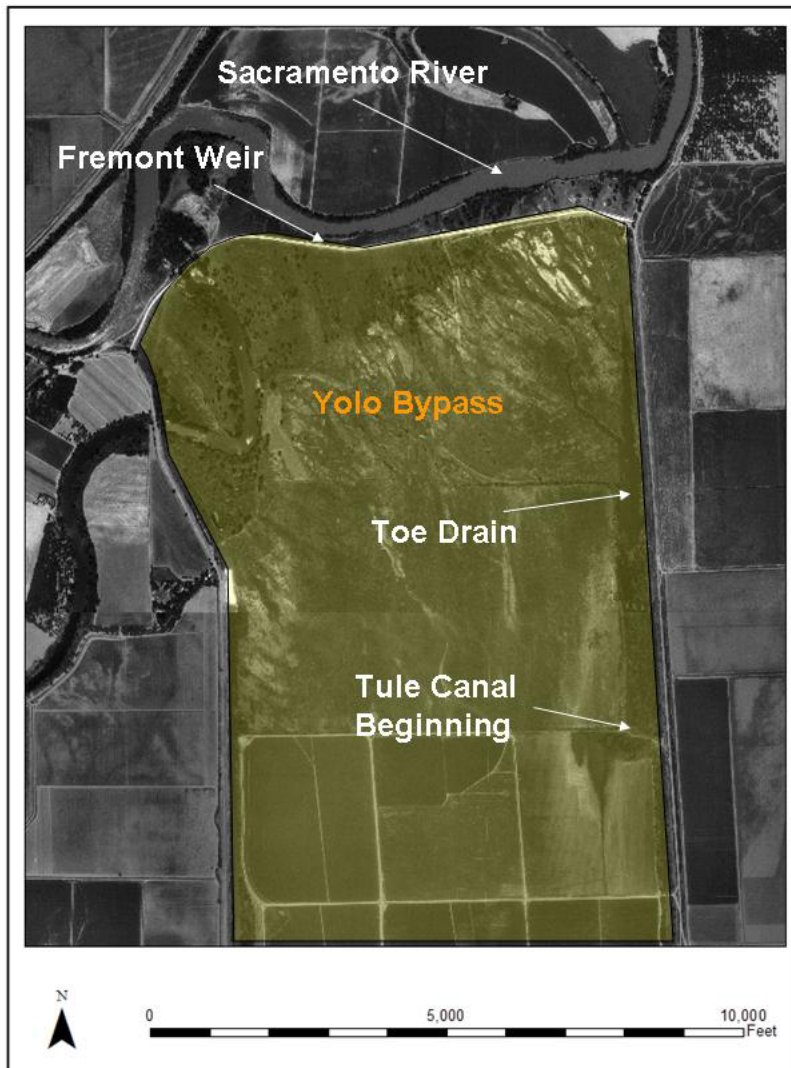 Sacramento River
Fremont Weir
Yolo Bypass
Toe Drain
Tule Canal
Beginning
N
0 5,000 10,000
Feet